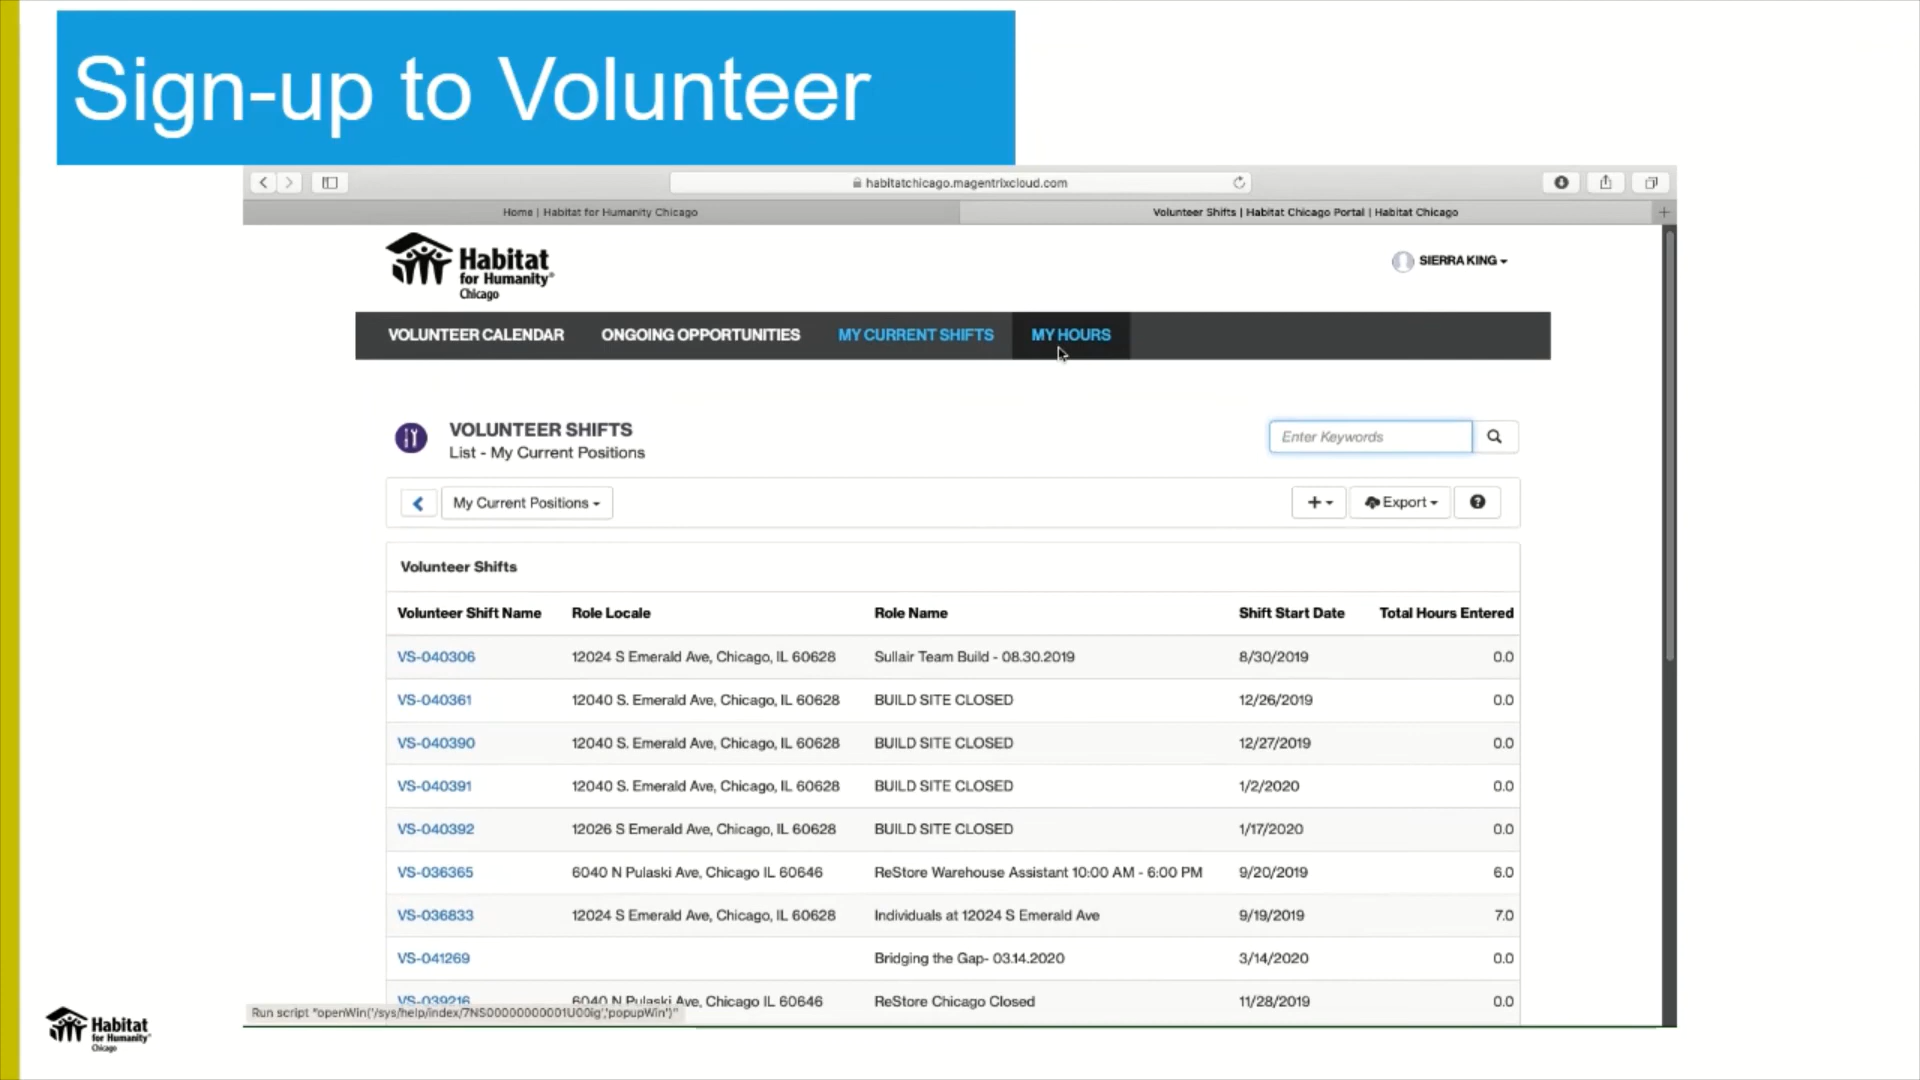 Sign-up to Volunteer
habitatchicago.magentrixcloud.com
Home | Habitat for Humanity Chicago
Volunteer Shifts | Habitat Chicago Portal | Habitat Chicago
Habitat
for Humanity®
Chicago
SIERRA KING
VOLUNTEER CALENDAR ONGOING OPPORTUNITIES MY CURRENT SHIFTS MY HOURS
VOLUNTEER SHIFTS
List - My Current Positions
Enter Keywords
My Current Positions
Export
Volunteer Shifts
Volunteer Shift Name Role Locale Role Name Shift Start Date Total Hours Entered
VS-040306 12024 S Emerald Ave, Chicago, IL 60628 Sullair Team Build - 08.30.2019 8/30/2019 0.0
VS-040361 12040 S. Emerald Ave, Chicago, IL 60628 BUILD SITE CLOSED 12/26/2019 0.0
VS-040390 12040 S. Emerald Ave, Chicago, IL 60628 BUILD SITE CLOSED 12/27/2019 0.0
VS-040391 12040 S. Emerald Ave, Chicago, IL 60628 BUILD SITE CLOSED 1/2/2020 0.0
VS-040392 12026 S Emerald Ave, Chicago, IL 60628 BUILD SITE CLOSED 1/17/2020 0.0
VS-036365 6040 N Pulaski Ave, Chicago IL 60646 ReStore Warehouse Assistant 10:00 AM - 6:00 PM 9/20/2019 6.0
VS-036833 12024 S Emerald Ave, Chicago, IL 60628 Individuals at 12024 S Emerald Ave 9/19/2019 7.0
VS-041269 Bridging the Gap- 03.14.2020 3/14/2020 0.0
VS-039216 6040 N Pulaski Ave, Chicago IL 60646 ReStore Chicago Closed 11/28/2019 0.0
Run script "openWin('/sys/help/index/7NS00000000001U00ig','popupWin')"
Habitat
for Humanity®
Chicago